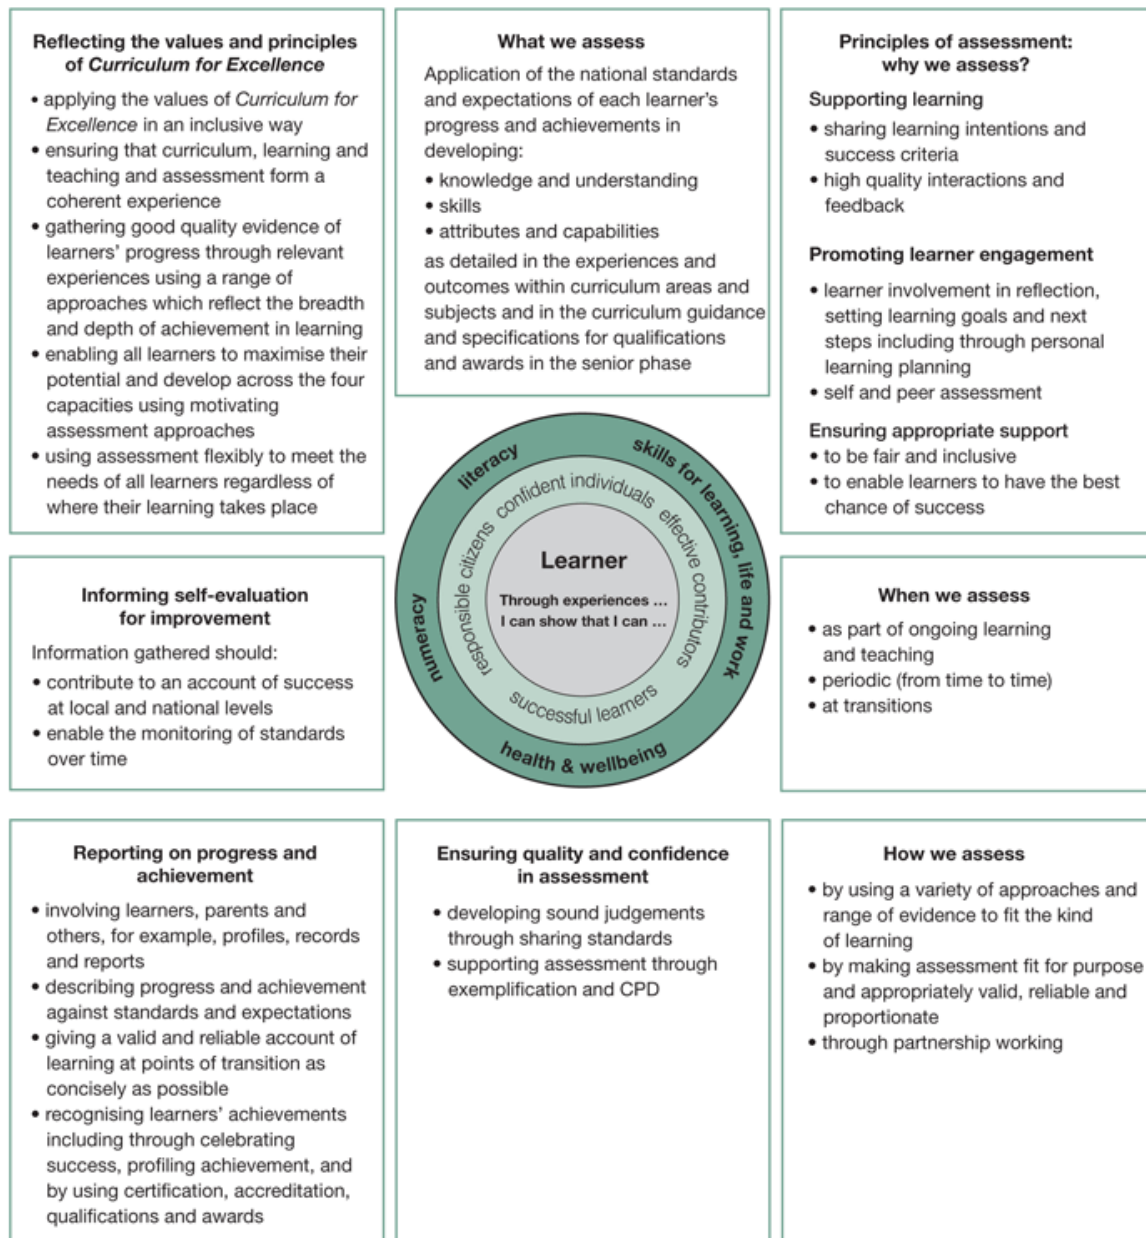 Reflecting the values and principles
of Curriculum for Excellence
• applying the values of Curriculum for
Excellence in an inclusive way
• ensuring that curriculum, learning and
teaching and assessment form a
coherent experience
• gathering good quality evidence of
learners’ progress through relevant
experiences using a range of
approaches which reflect the breadth
and depth of achievement in learning
• enabling all learners to maximise their
potential and develop across the four
capacities using motivating
assessment approaches
• using assessment flexibly to meet the
needs of all learners regardless of
where their learning takes place
What we assess
Application of the national standards
and expectations of each learner’s
progress and achievements in
developing:
• knowledge and understanding
• skills
• attributes and capabilities
as detailed in the experiences and
outcomes within curriculum areas and
subjects and in the curriculum guidance
and specifications for qualifications
and awards in the senior phase
Principles of assessment:
why we assess?
Supporting learning
• sharing learning intentions and
success criteria
• high quality interactions and
feedback
Promoting learner engagement
• learner involvement in reflection,
setting learning goals and next
steps including through personal
learning planning
• self and peer assessment
Ensuring appropriate support
• to be fair and inclusive
• to enable learners to have the best
chance of success
Informing self-evaluation
for improvement
Information gathered should:
• contribute to an account of success
at local and national levels
• enable the monitoring of standards
over time
literacy
skills for learning, life and work
numeracy
health & wellbeing
confident individuals
effective contributors
responsible citizens
successful learners
Learner
Through experiences ...
I can show that I can ...
When we assess
• as part of ongoing learning
and teaching
• periodic (from time to time)
• at transitions
Reporting on progress and
achievement
• involving learners, parents and
others, for example, profiles, records
and reports
• describing progress and achievement
against standards and expectations
• giving a valid and reliable account of
learning at points of transition as
concisely as possible
• recognising learners’ achievements
including through celebrating
success, profiling achievement, and
by using certification, accreditation,
qualifications and awards
Ensuring quality and confidence
in assessment
• developing sound judgements
through sharing standards
• supporting assessment through
exemplification and CPD
How we assess
• by using a variety of approaches and
range of evidence to fit the kind
of learning
• by making assessment fit for purpose
and appropriately valid, reliable and
proportionate
• through partnership working